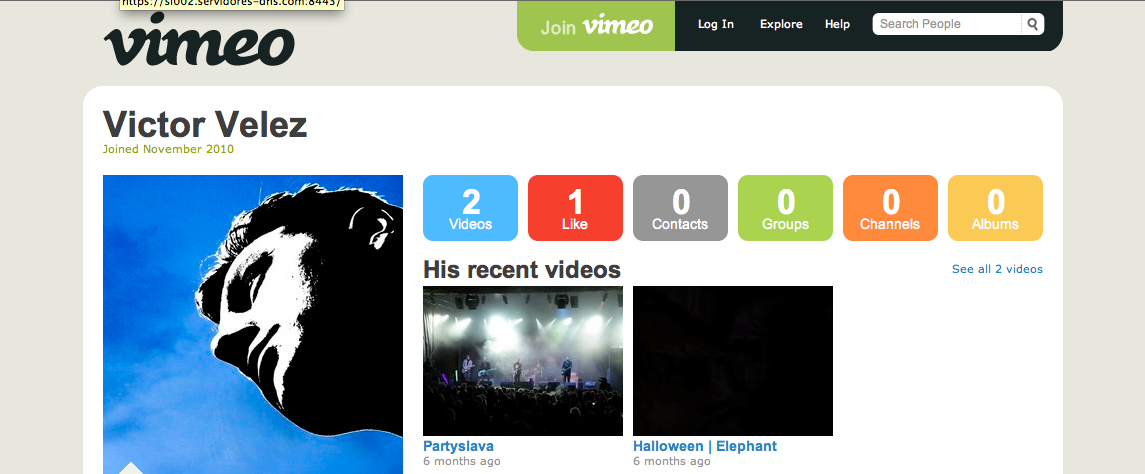 https://sl002.servidores-dns.com:8443/
vimeo
Join vimeo
Log In
Explore
Help
Search People
Victor Velez
Joined November 2010
2
Videos
1
Like
0
Contacts
0
Groups
0
Channels
0
Albums
His recent videos
See all 2 videos
Partyslava
6 months ago
Halloween | Elephant
6 months ago